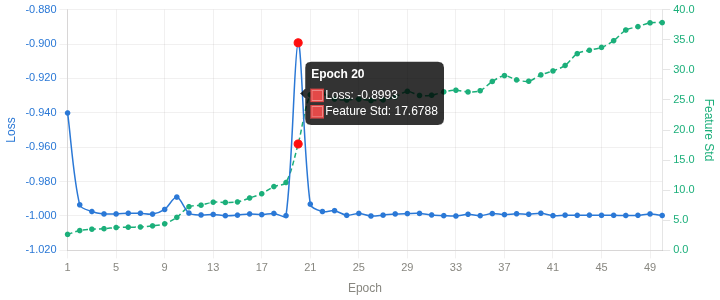 -0.880
-0.900
-0.920
-0.940
-0.960
-0.980
-1.000
-1.020
Loss
Epoch 20
Loss: -0.8993
Feature Std: 17.6788
40.0
35.0
30.0
25.0
20.0
15.0
10.0
5.0
0.0
Feature Std
1 5 9 13 17 21 25 29 33 37 41 45 49
Epoch